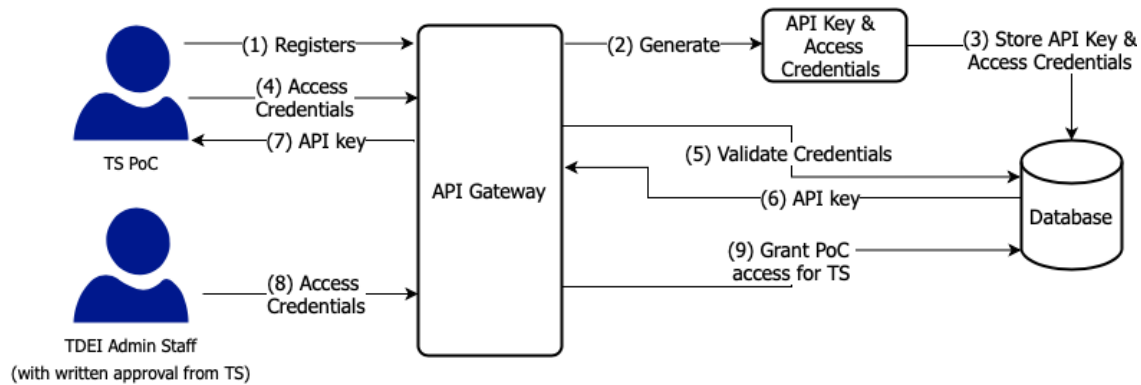 (1) Registers
(2) Generate
API Key &
Access
Credentials
(3) Store API Key &
Access Credentials
(4) Access
Credentials
(7) API key
TS PoC
API Gateway
(5) Validate Credentials
(6) API key
Database
(9) Grant PoC
access for TS
(8) Access
Credentials
TDEI Admin Staff
(with written approval from TS)